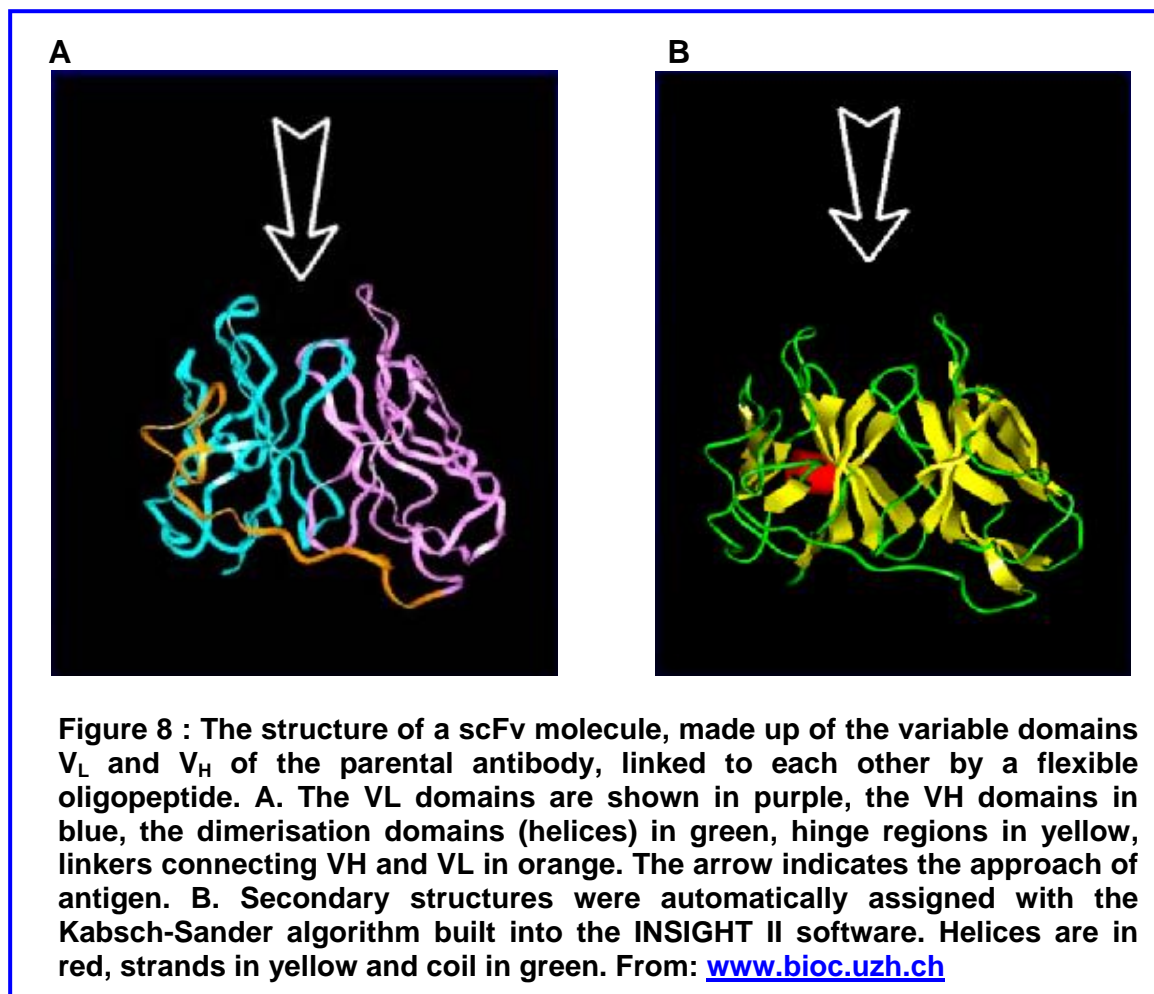 A
B
Figure 8 : The structure of a scFv molecule, made up of the variable domains
VL and VH of the parental antibody, linked to each other by a flexible
oligopeptide. A. The VL domains are shown in purple, the VH domains in
blue, the dimerisation domains (helices) in green, hinge regions in yellow,
linkers connecting VH and VL in orange. The arrow indicates the approach of
antigen. B. Secondary structures were automatically assigned with the
Kabsch-Sander algorithm built into the INSIGHT II software. Helices are in
red, strands in yellow and coil in green. From: www.bioc.uzh.ch